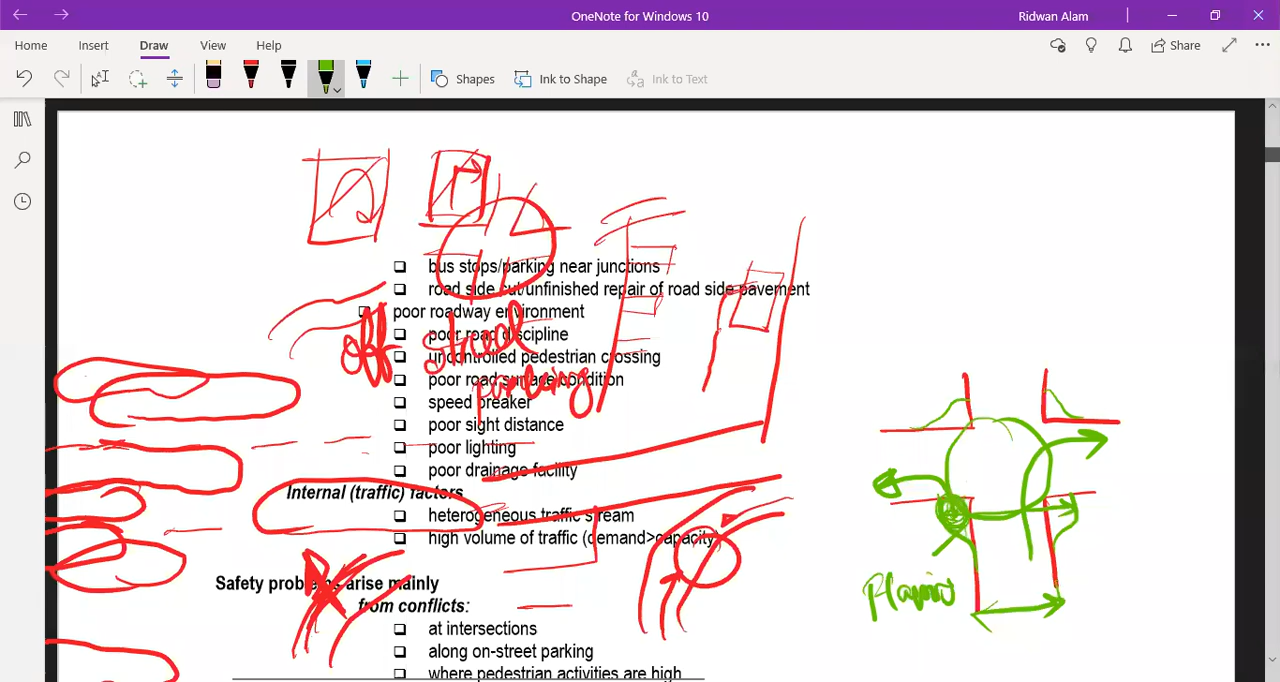 OneNote for Windows 10
Ridwan Alam
Home Insert Draw View Help
Share
Shapes Ink to Shape Ink to Text
bus stops/parking near junctions
road side cut/unfinished repair of road side pavement
poor roadway environment
poor road discipline
off street
uncontrolled pedestrian crossing
poor road surface condition
parking
speed breaker
poor sight distance
poor lighting
poor drainage facility
Internal (traffic) factors
heterogeneous traffic stream
high volume of traffic (demand>capacity)
Safety problems arise mainly
from conflicts:
at intersections
along on-street parking
where pedestrian activities are high